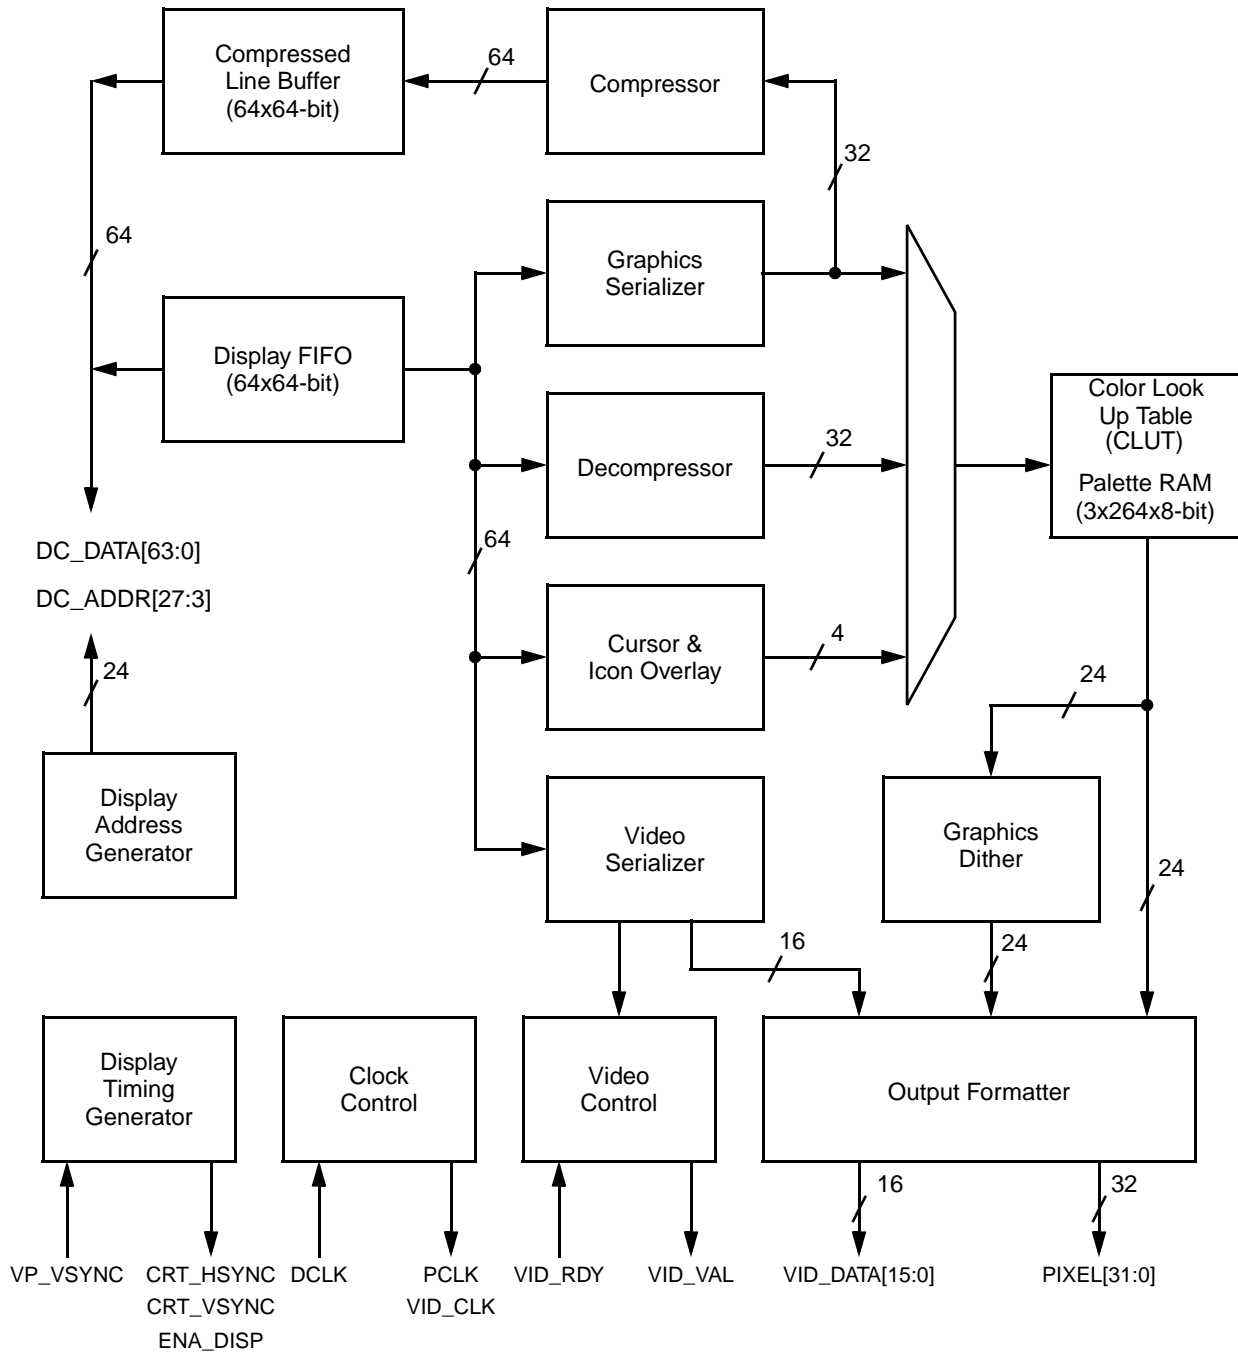 Compressed
Line Buffer
(64x64-bit)
64
Compressor
32
64
Graphics
Serializer
Display FIFO
(64x64-bit)
Color Look
Up Table
(CLUT)
Palette RAM
(3x264x8-bit)
Decompressor
32
64
DC_DATA[63:0]
DC_ADDR[27:3]
24
Cursor &
Icon Overlay
4
24
Display
Address
Generator
Video
Serializer
Graphics
Dither
24
16
24
Display
Timing
Generator
Clock
Control
Video
Control
Output Formatter
16
32
VP_VSYNC
CRT_HSYNC
CRT_VSYNC
ENA_DISP
DCLK
PCLK
VID_CLK
VID_RDY
VID_VAL
VID_DATA[15:0]
PIXEL[31:0]